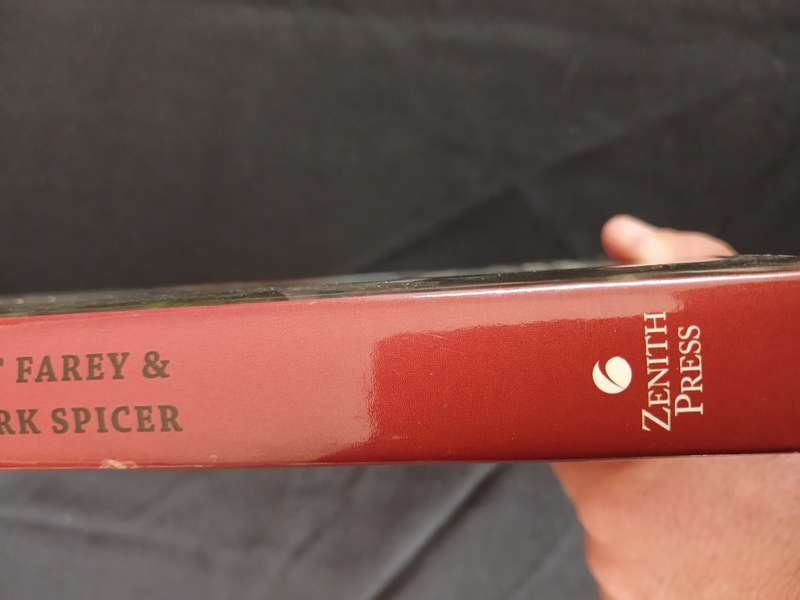 T FAREY &
RK SPICER
ZENITH
PRESS